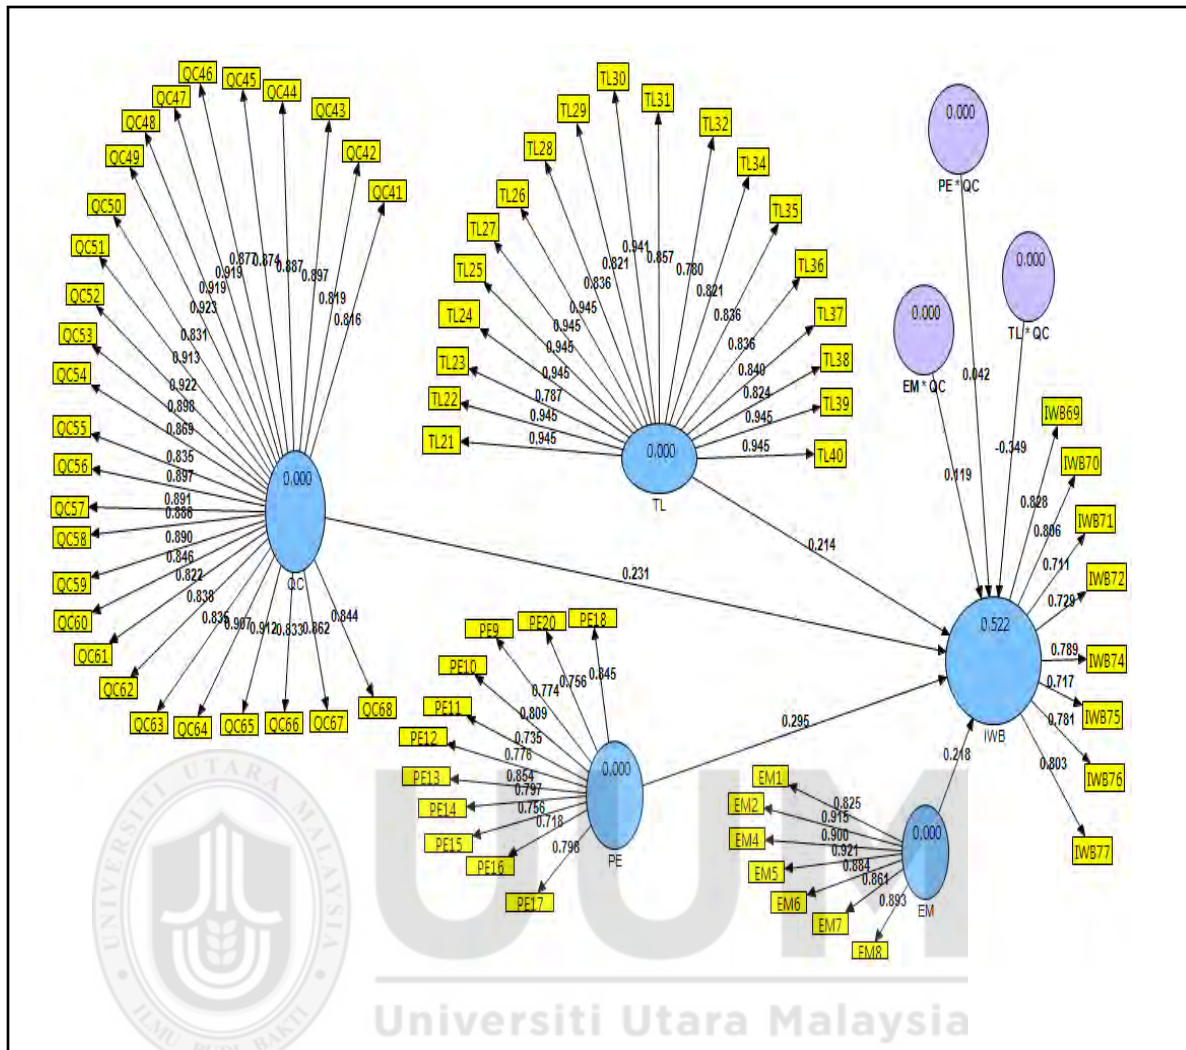 QC46
QC45
QC44
QC43
QC42
QC41
QC47
QC48
QC49
QC50
QC51
QC52
QC53
QC54
QC55
QC56
QC57
QC58
QC59
QC60
QC61
QC62
QC63
QC64
QC65
QC66
QC67
QC68
0.877
0.874
0.887
0.897
0.819
0.816
0.919
0.919
0.923
0.831
0.913
0.922
0.898
0.869
0.835
0.897
0.891
0.886
0.890
0.846
0.822
0.838
0.835
0.907
0.912
0.833
0.862
0.844
0.000
QC
TL30
TL31
TL29
TL32
TL28
TL34
TL26
TL35
TL27
TL36
TL25
TL37
TL24
TL38
TL23
TL39
TL22
TL40
TL21
0.941
0.857
0.821
0.780
0.836
0.821
0.945
0.836
0.945
0.836
0.945
0.840
0.945
0.824
0.787
0.945
0.945
0.945
0.945
0.000
TL
0.000
PE * QC
0.000
TL * QC
0.000
EM * QC
0.042
-0.349
0.119
0.214
0.231
0.295
0.218
IWB69
IWB70
IWB71
IWB72
IWB74
IWB75
IWB76
IWB77
0.828
0.806
0.711
0.729
0.789
0.717
0.781
0.803
0.522
IWB
PE18
PE20
PE9
PE10
PE11
PE12
PE13
PE14
PE15
PE16
PE17
0.845
0.756
0.774
0.809
0.735
0.776
0.854
0.797
0.756
0.718
0.798
0.000
PE
EM1
EM2
EM4
EM5
EM6
EM7
EM8
0.825
0.915
0.900
0.921
0.884
0.861
0.893
0.000
EM
UNIVERSITI UTARA MALAYSIA
ILMU BUDI BAKTI
UUM
Universiti Utara Malaysia